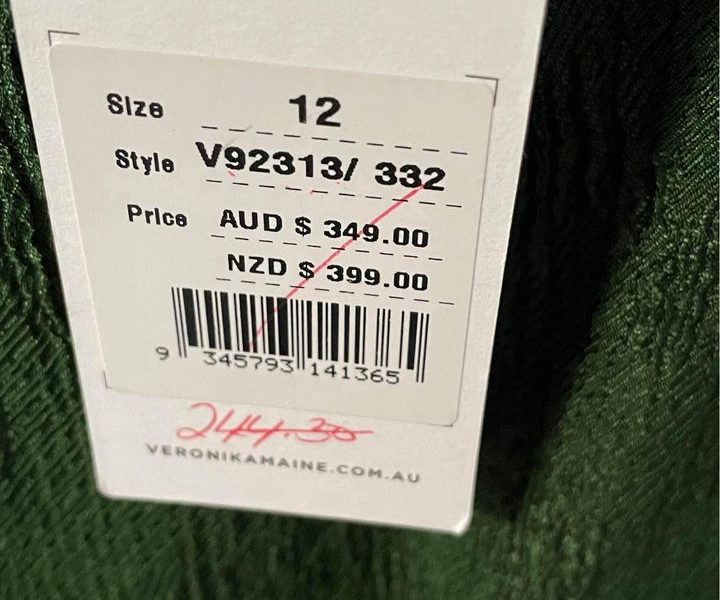 Size 12
Style V92313/ 332
Price AUD $ 349.00
NZD $ 399.00
9 345793 141365
244.30
VERONIKAMAINE.COM.AU